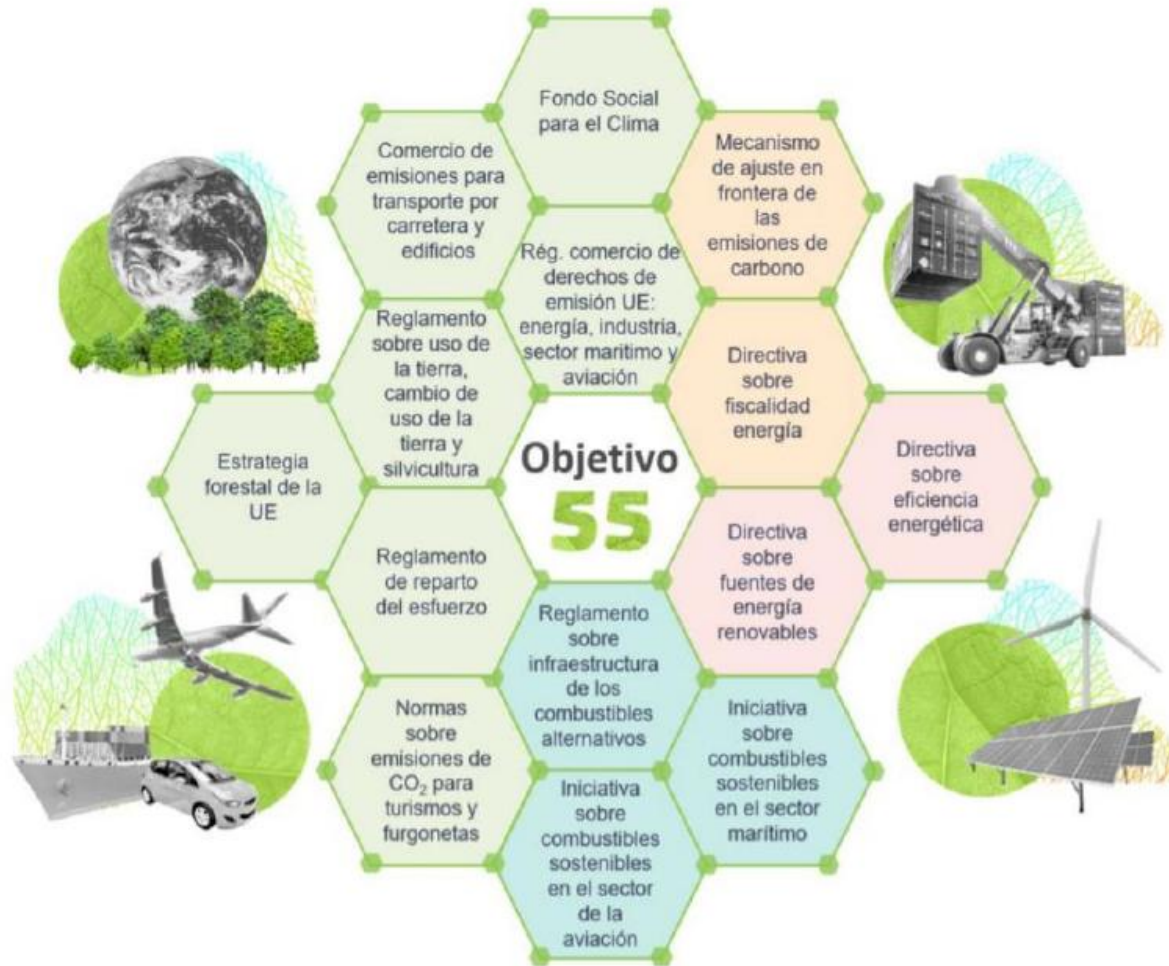 Fondo Social
para el Clima
Comercio de
emisiones para
transporte por
carretera y
edificios
Mecanismo
de ajuste en
frontera de
las
emisiones de
carbono
Rég. comercio de
derechos de
emisión UE:
energía, industria,
sector marítimo y
aviación
Reglamento
sobre uso de
la tierra,
cambio de
uso de la
tierra y
silvicultura
Directiva
sobre
fiscalidad
energía
Estrategia
forestal de la
UE
Objetivo
55
Directiva
sobre
eficiencia
energética
Reglamento
de reparto
del esfuerzo
Directiva
sobre
fuentes de
energía
renovables
Reglamento
sobre
infraestructura
de los
combustibles
alternativos
Normas
sobre
emisiones de
CO₂ para
turismos y
furgonetas
Iniciativa
sobre
combustibles
sostenibles
en el sector
marítimo
Iniciativa
sobre
combustibles
sostenibles
en el sector
de la
aviación